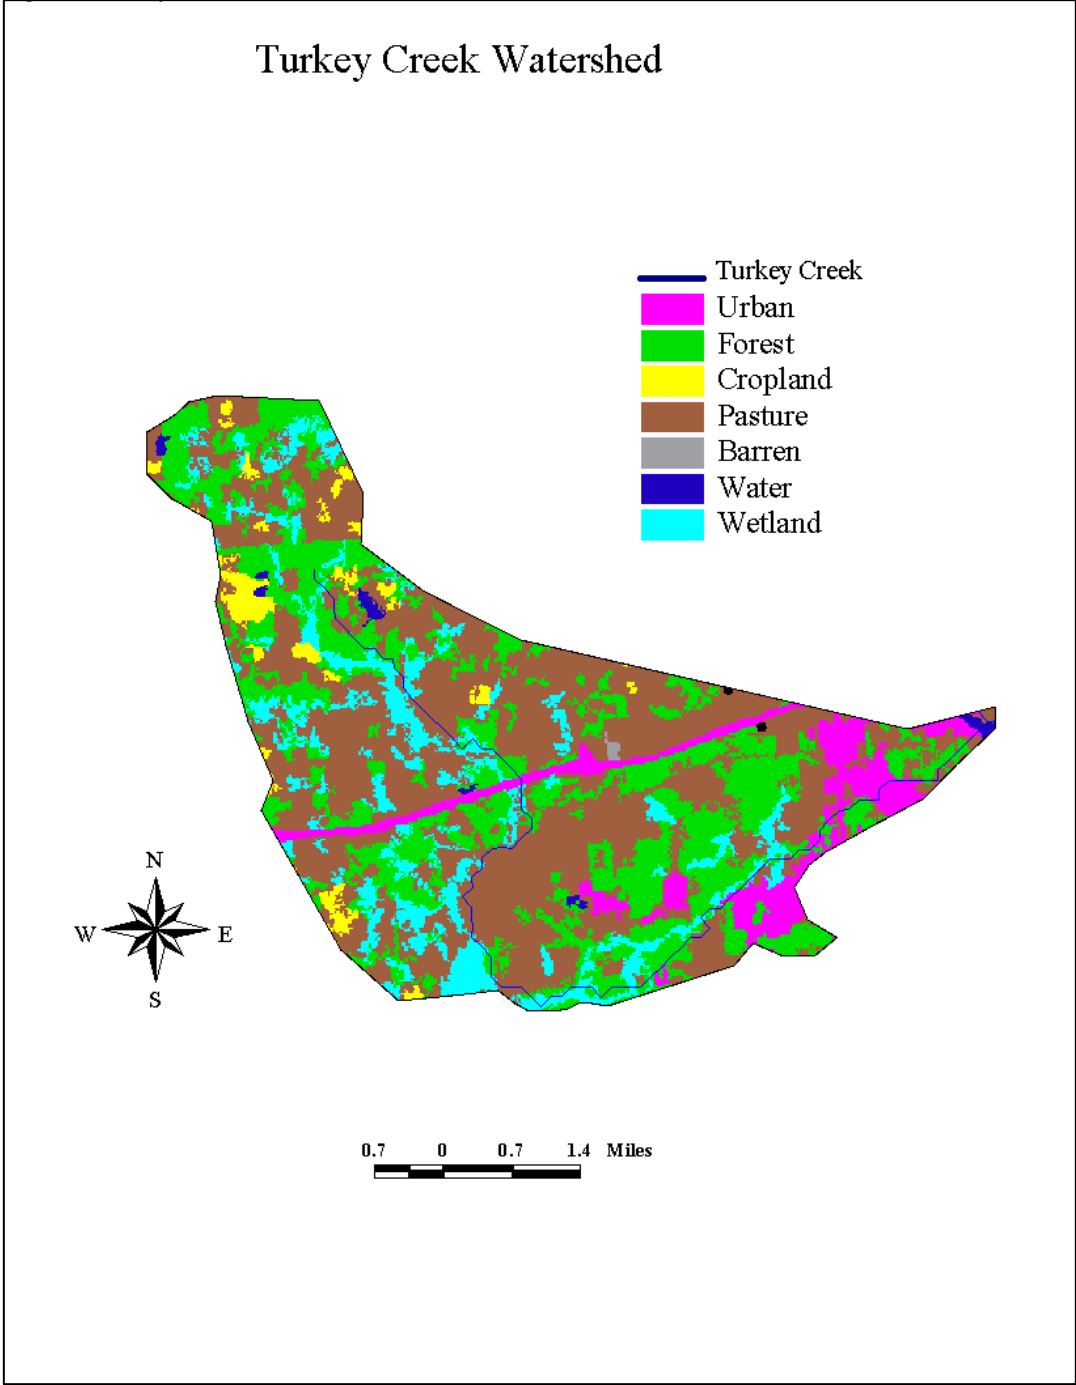 Turkey Creek Watershed
Turkey Creek
Urban
Forest
Cropland
Pasture
Barren
Water
Wetland
N
W E
S
0.7 0 0.7 1.4 Miles